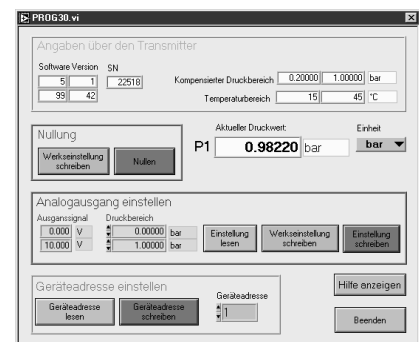 PROG30.vi
Angaben über den Transmitter
Software Version SN
5 1 22518
99 42
Kompensierter Druckbereich 0.20000 1.00000 bar
Temperaturbereich 15 45 °C
Nullung
Werkseinstellung schreiben
Nullen
Aktueller Druckwert:
P1 0.98220 bar
Einheit
bar
Analogausgang einstellen
Ausganssignal Druckbereich
0.000 V 0.00000 bar
10.000 V 1.00000 bar
Einstellung lesen
Werkseinstellung schreiben
Einstellung schreiben
Geräteadresse einstellen
Geräteadresse lesen
Geräteadresse schreiben
Geräteadresse
1
Hilfe anzeigen
Beenden